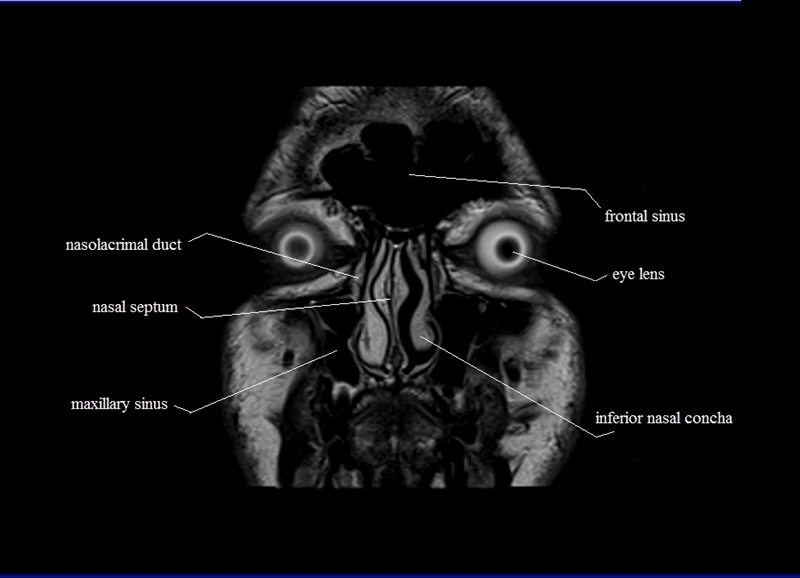 frontal sinus
nasolacrimal duct
eye lens
nasal septum
maxillary sinus
inferior nasal concha